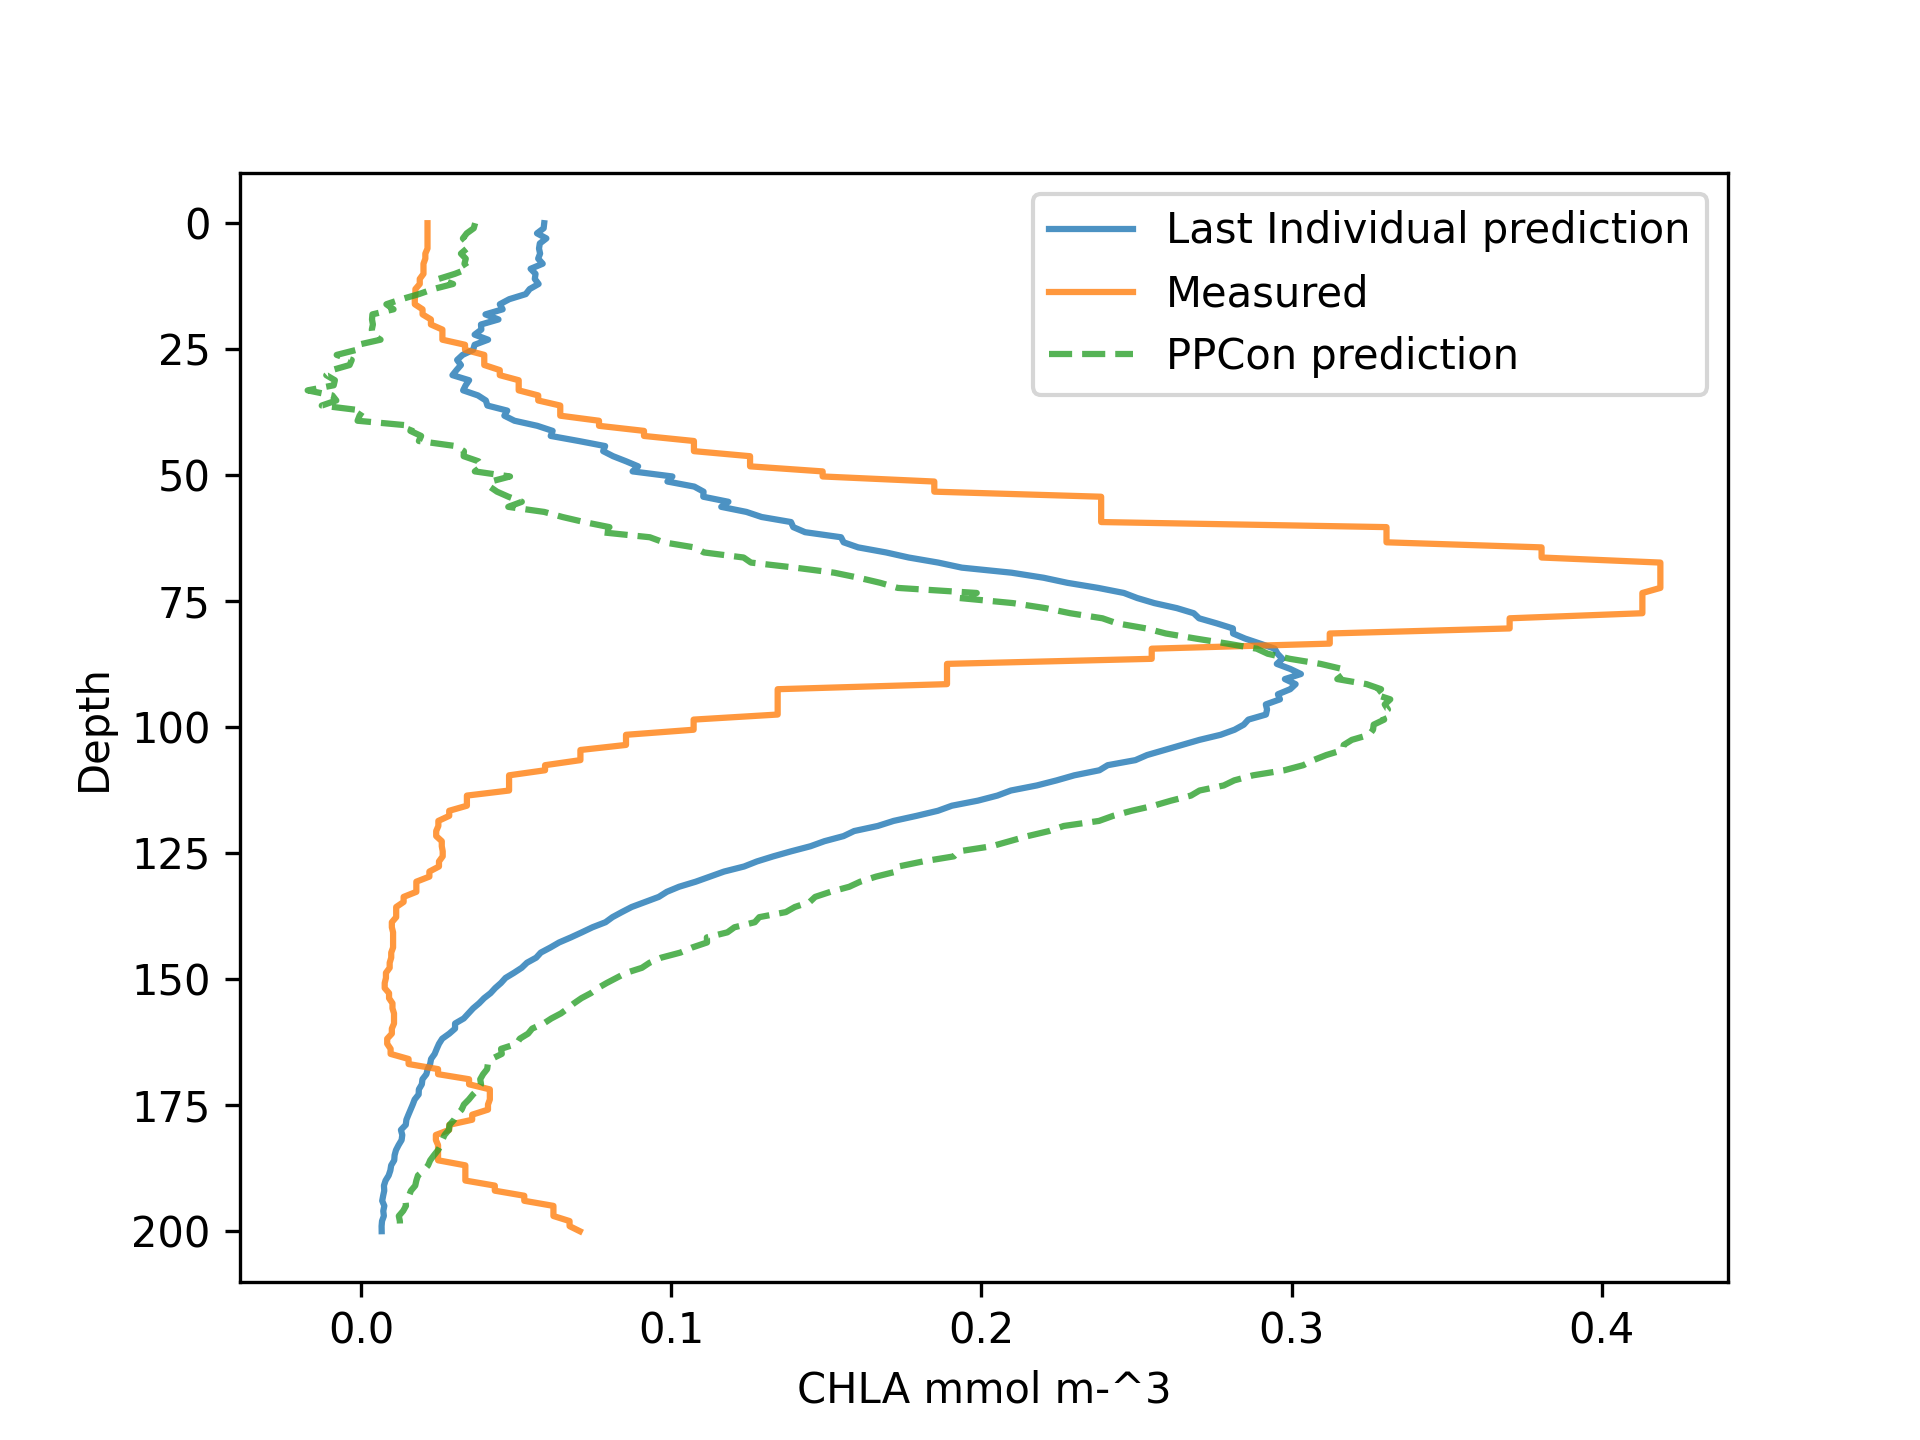 Last Individual prediction
Measured
PPCon prediction
0
25
50
75
100
125
150
175
200
Depth
0.0 0.1 0.2 0.3 0.4
CHLA mmol m-^3